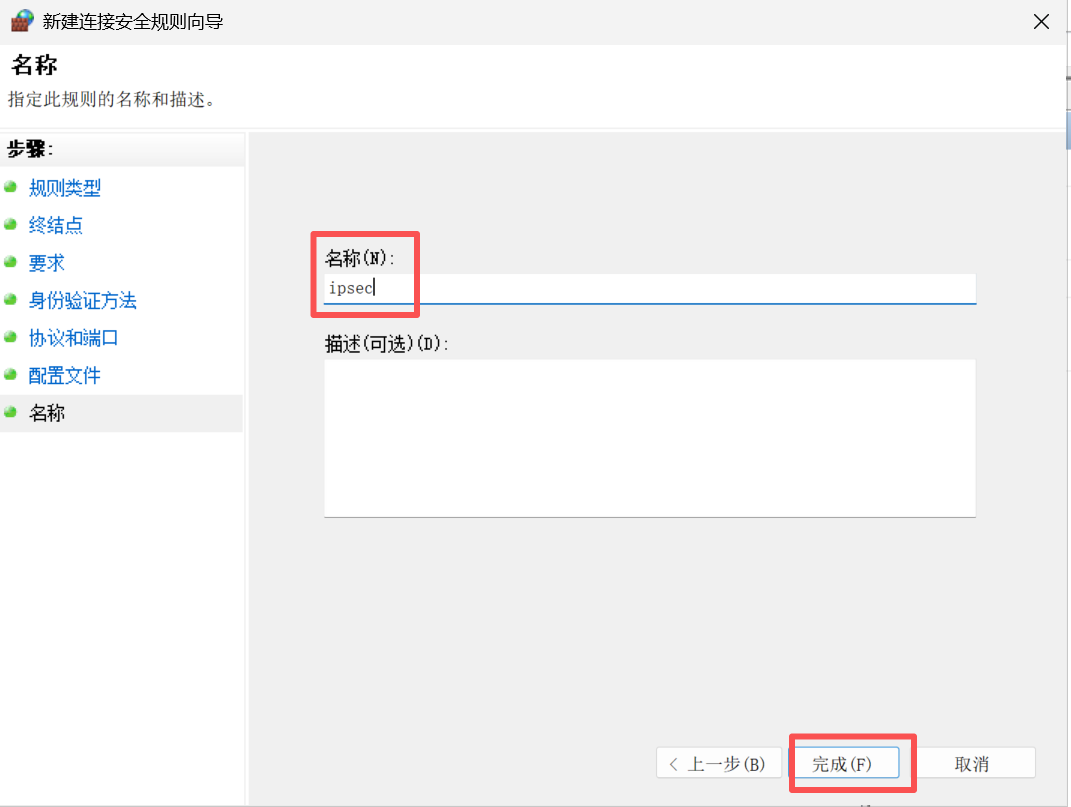 新建连接安全规则向导
名称
指定此规则的名称和描述。
步骤:
规则类型
终结点
要求
身份验证方法
协议和端口
配置文件
名称
名称(N):
ipsec
描述(可选)(D):
< 上一步(B)
完成(F)
取消